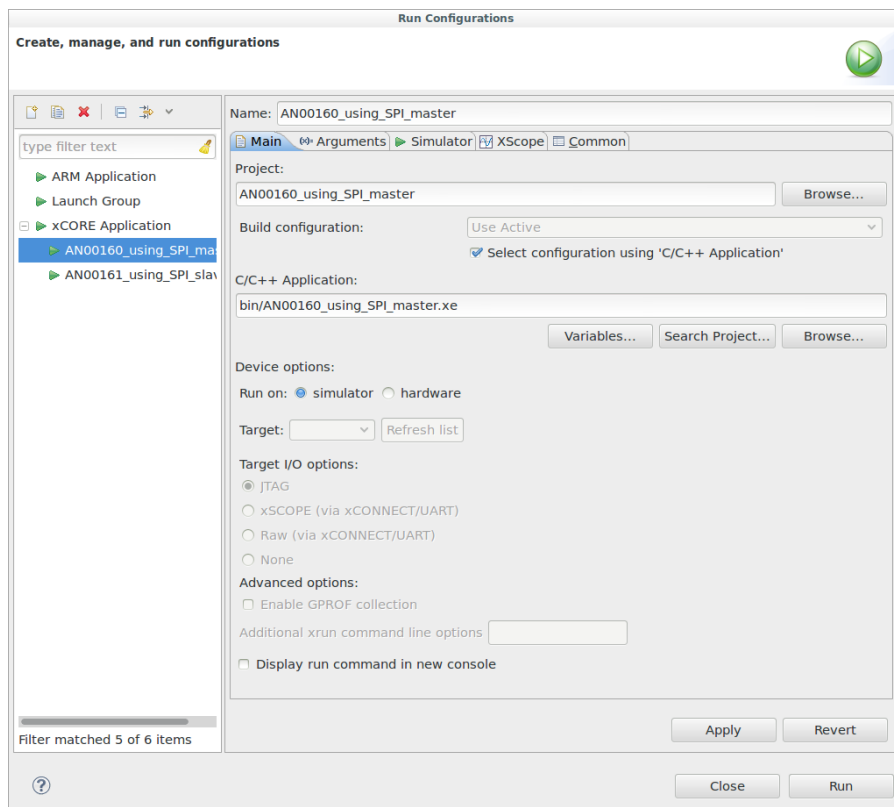 Run Configurations
Create, manage, and run configurations
type filter text
ARM Application
Launch Group
xCORE Application
AN00160_using_SPI_mas
AN00161_using_SPI_slav
Filter matched 5 of 6 items
Name: AN00160_using_SPI_master
Main (x)= Arguments Simulator XScope Common
Project:
AN00160_using_SPI_master Browse...
Build configuration: Use Active
Select configuration using 'C/C++ Application'
C/C++ Application:
bin/AN00160_using_SPI_master.xe
Variables... Search Project... Browse...
Device options:
Run on: simulator hardware
Target: Refresh list
Target I/O options:
JTAG
xSCOPE (via xCONNECT/UART)
Raw (via xCONNECT/UART)
None
Advanced options:
Enable GPROF collection
Additional xrun command line options
Display run command in new console
Apply Revert
? Close Run